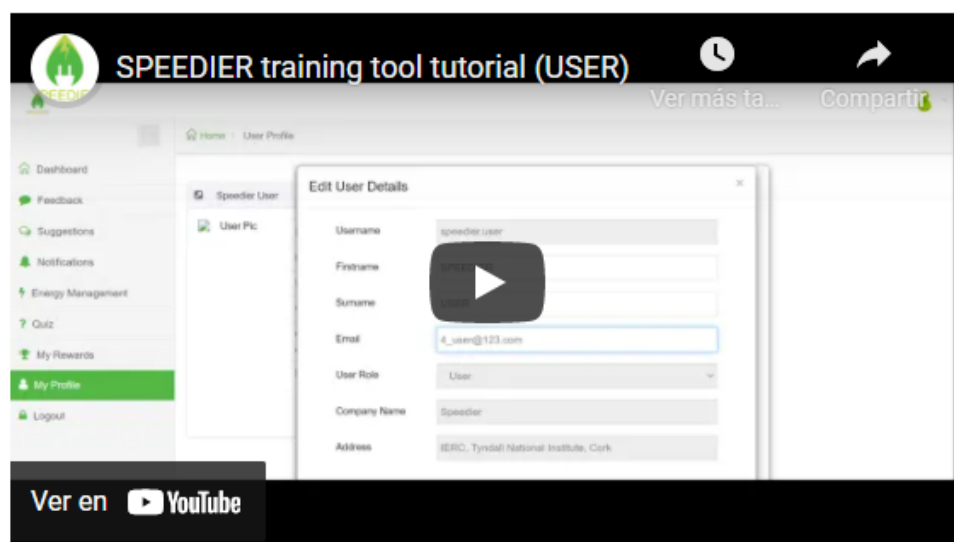 SPEEDIER training tool tutorial (USER)
Ver más ta...
Compartir
Home
User Profile
Dashboard
Feedback
Suggestions
Notifications
Energy Management
? Quiz
My Rewards
My Profile
Logout
Speedier User
User Pic
Edit User Details
×
Username
speedier.user
Firstname
Surname
USER
Email
4_user@123.com
User Role
User
Company Name
Speedier
Address
IERC, Tyndall National Institute, Cork
Ver en YouTube